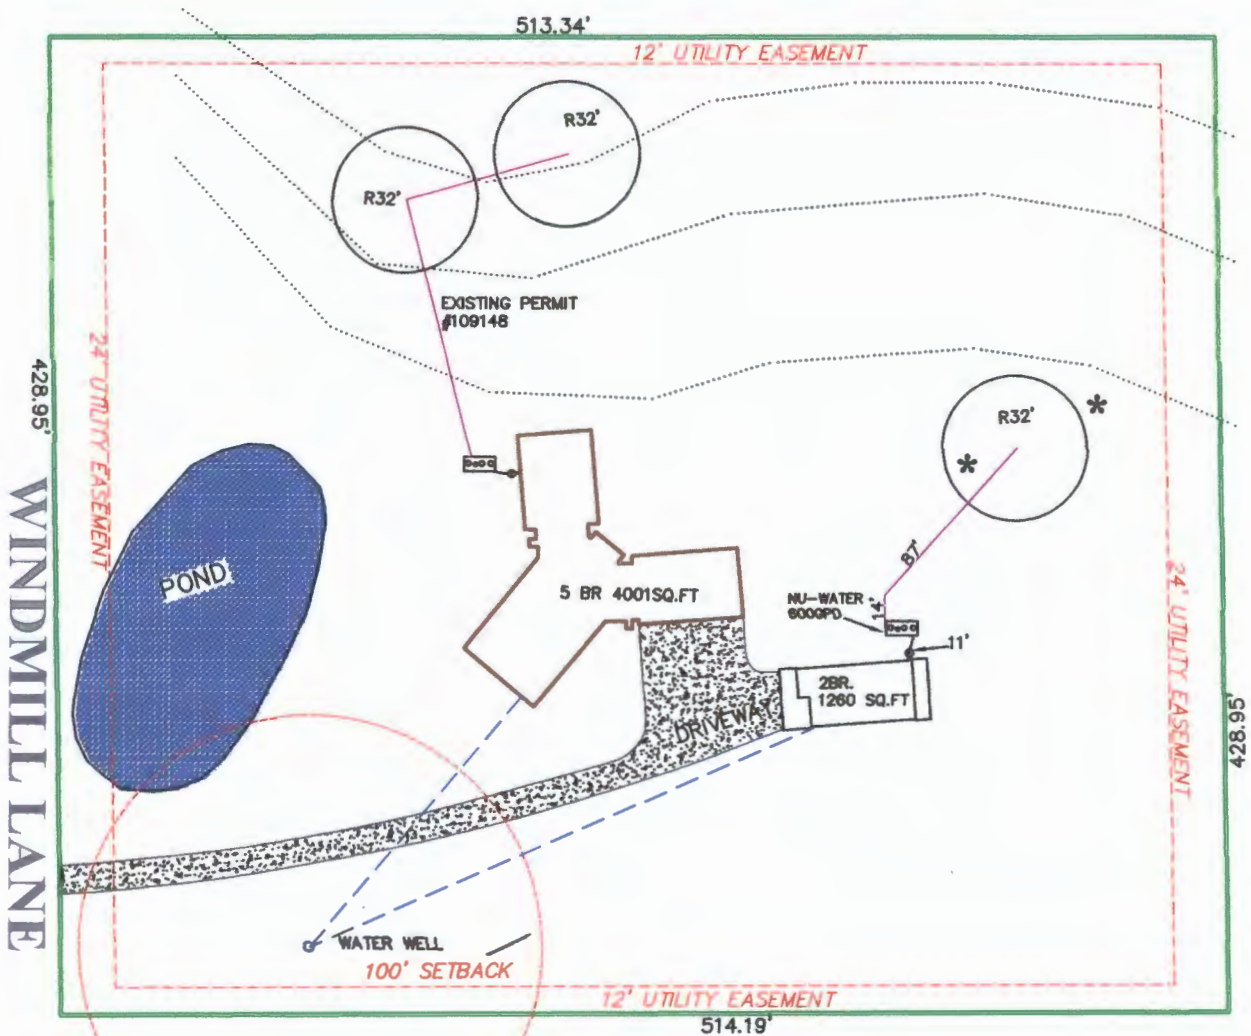 513.34'
12' UTILITY EASEMENT
R32'
R32'
EXISTING PERMIT
#109148
24' UTILITY EASEMENT
428.95'
WINDMILL LANE
POND
R32'
*
*
87'
14'
NU-WATER
600GPD
11'
5 BR 4001SQ.FT
2BR.
1260 SQ.FT
DRIVEWAY
24' UTILITY EASEMENT
428.95'
WATER WELL
100' SETBACK
12' UTILITY EASEMENT
514.19'